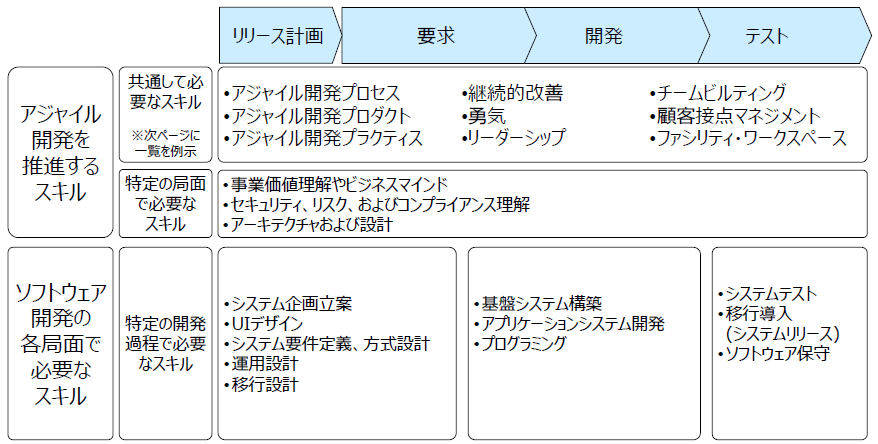 リリース計画
要求
開発
テスト
アジャイル
開発を
推進する
スキル
共通して必
要なスキル
※次ページに
一覧を例示
•アジャイル開発プロセス
•アジャイル開発プロダクト
•アジャイル開発プラクティス
•継続的改善
•勇気
•リーダーシップ
•チームビルティング
•顧客接点マネジメント
•ファシリティ・ワークスペース
特定の局面
で必要な
スキル
•事業価値理解やビジネスマインド
•セキュリティ、リスク、およびコンプライアンス理解
•アーキテクチャおよび設計
ソフトウェア
開発の
各局面で
必要な
スキル
特定の開発
過程で必要
なスキル
•システム企画立案
•UIデザイン
•システム要件定義、方式設計
•運用設計
•移行設計
•基盤システム構築
•アプリケーションシステム開発
•プログラミング
•システムテスト
•移行導入
(システムリリース)
•ソフトウェア保守